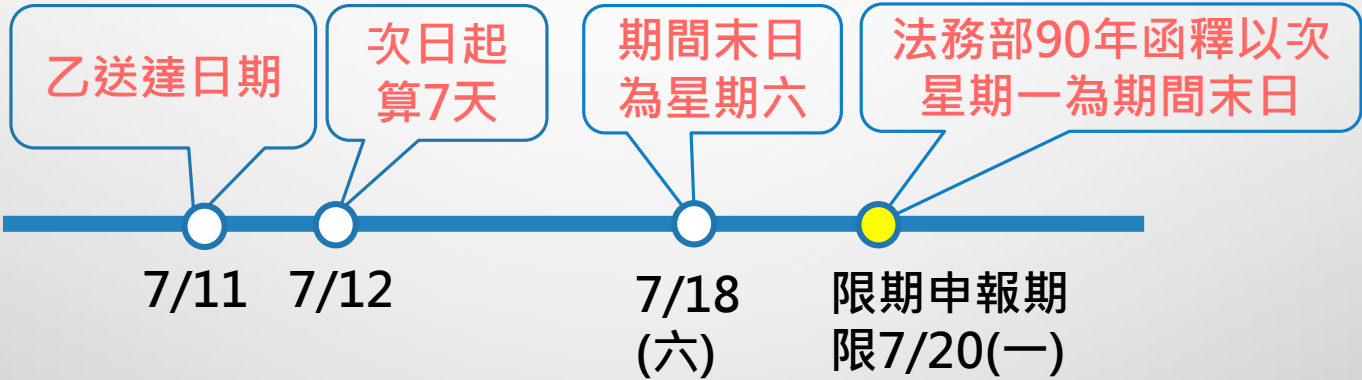 乙送達日期
次日起
算7天
期間末日
為星期六
法務部90年函釋以次
星期一為期間末日
7/11
7/12
7/18
(六)
限期申報期
限7/20(一)